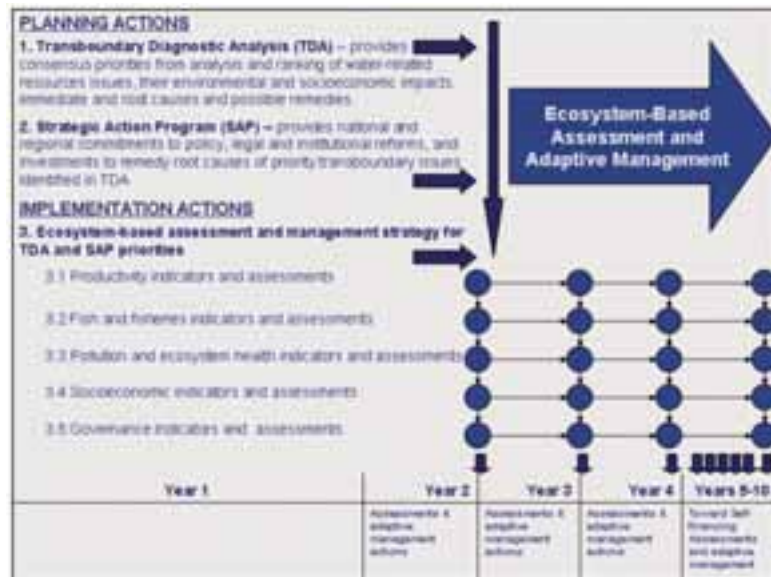 PLANNING ACTIONS
1. Transboundary Diagnostic Analysis (TDA) – provides
consensus priorities from analysis and ranking of water-related
resources issues, their environmental and socioeconomic impacts
immediate and root causes and possible remedies
2. Strategic Action Program (SAP) – provides national and
regional commitments to policy, legal and institutional reforms, and
investments to remedy root causes of priority transboundary issues
identified in TDA
IMPLEMENTATION ACTIONS
3. Ecosystem-based assessment and management strategy for
TDA and SAP priorities
3.1 Productivity indicators and assessments
3.2 Fish and fisheries indicators and assessments
3.3 Pollution and ecosystem health indicators and assessments
3.4 Socioeconomic indicators and assessments
3.5 Governance indicators and assessments
Ecosystem-Based
Assessment and
Adaptive Management
Year 1
Year 2
Year 3
Year 4
Years 5-10
Assessments &
adaptive
management
actions
Assessments &
adaptive
management
actions
Assessments &
adaptive
management
actions
Toward Self
Financing
Assessments
and adaptive
management